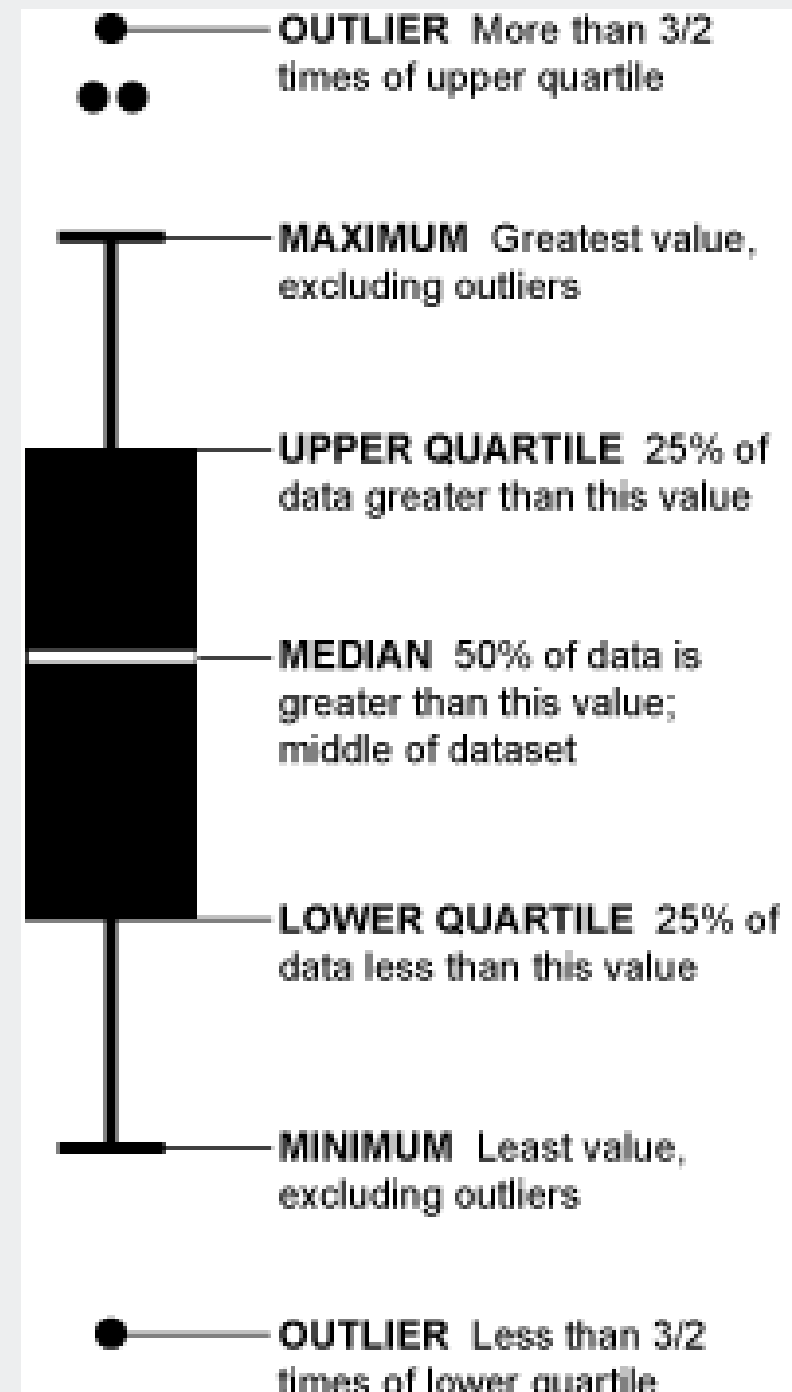 OUTLIER More than 3/2
times of upper quartile
MAXIMUM Greatest value,
excluding outliers
UPPER QUARTILE 25% of
data greater than this value
MEDIAN 50% of data is
greater than this value;
middle of dataset
LOWER QUARTILE 25% of
data less than this value
MINIMUM Least value,
excluding outliers
OUTLIER Less than 3/2
times of lower quartile